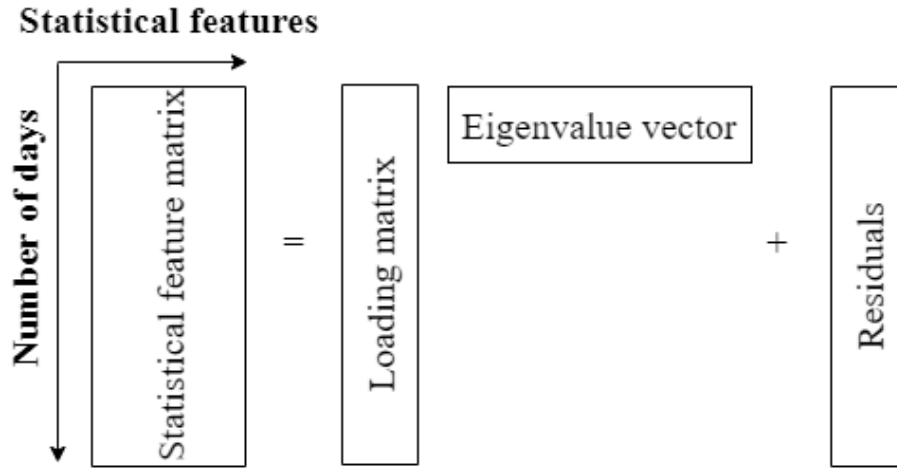 Statistical features
Number of days
Statistical feature matrix
=
Loading matrix
Eigenvalue vector
+
Residuals